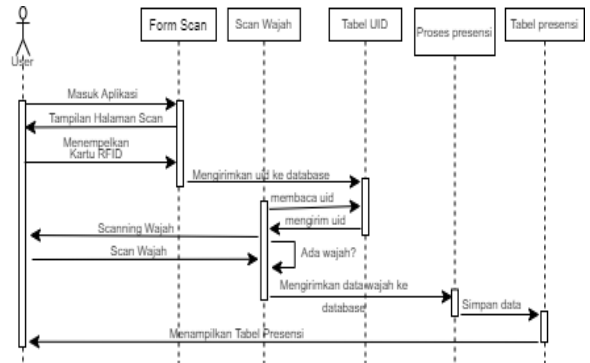 Form Scan
Scan Wajah
Tabel UID
Proses presensi
Tabel presensi
User
Masuk Aplikasi
Tampilan Halaman Scan
Menempelkan
Kartu RFID
Mengirimkan uid ke database
membaca uid
mengirim uid
Scanning Wajah
Scan Wajah
Ada wajah?
Mengirimkan data wajah ke
database
Simpan data
Menampilkan Tabel Presensi